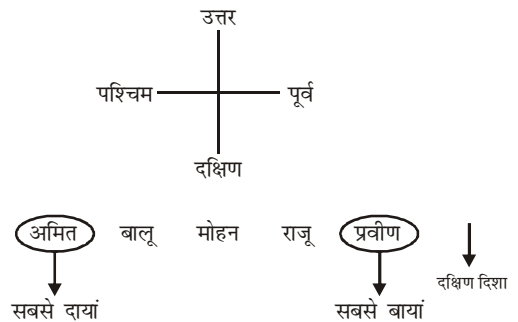 उत्तर
पश्चिम पूर्व
दक्षिण
अमित बालू मोहन राजू प्रवीण
दक्षिण दिशा
सबसे दायां सबसे बायां